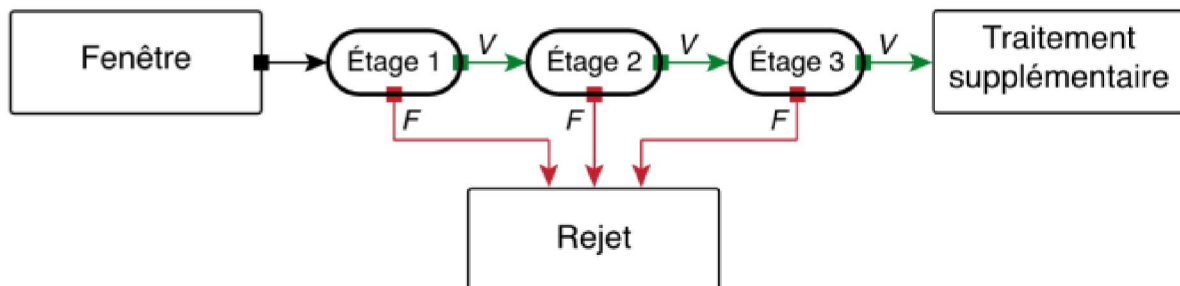 Fenêtre
Étage 1
V
Étage 2
V
Étage 3
V
Traitement
supplémentaire
F
F
F
Rejet